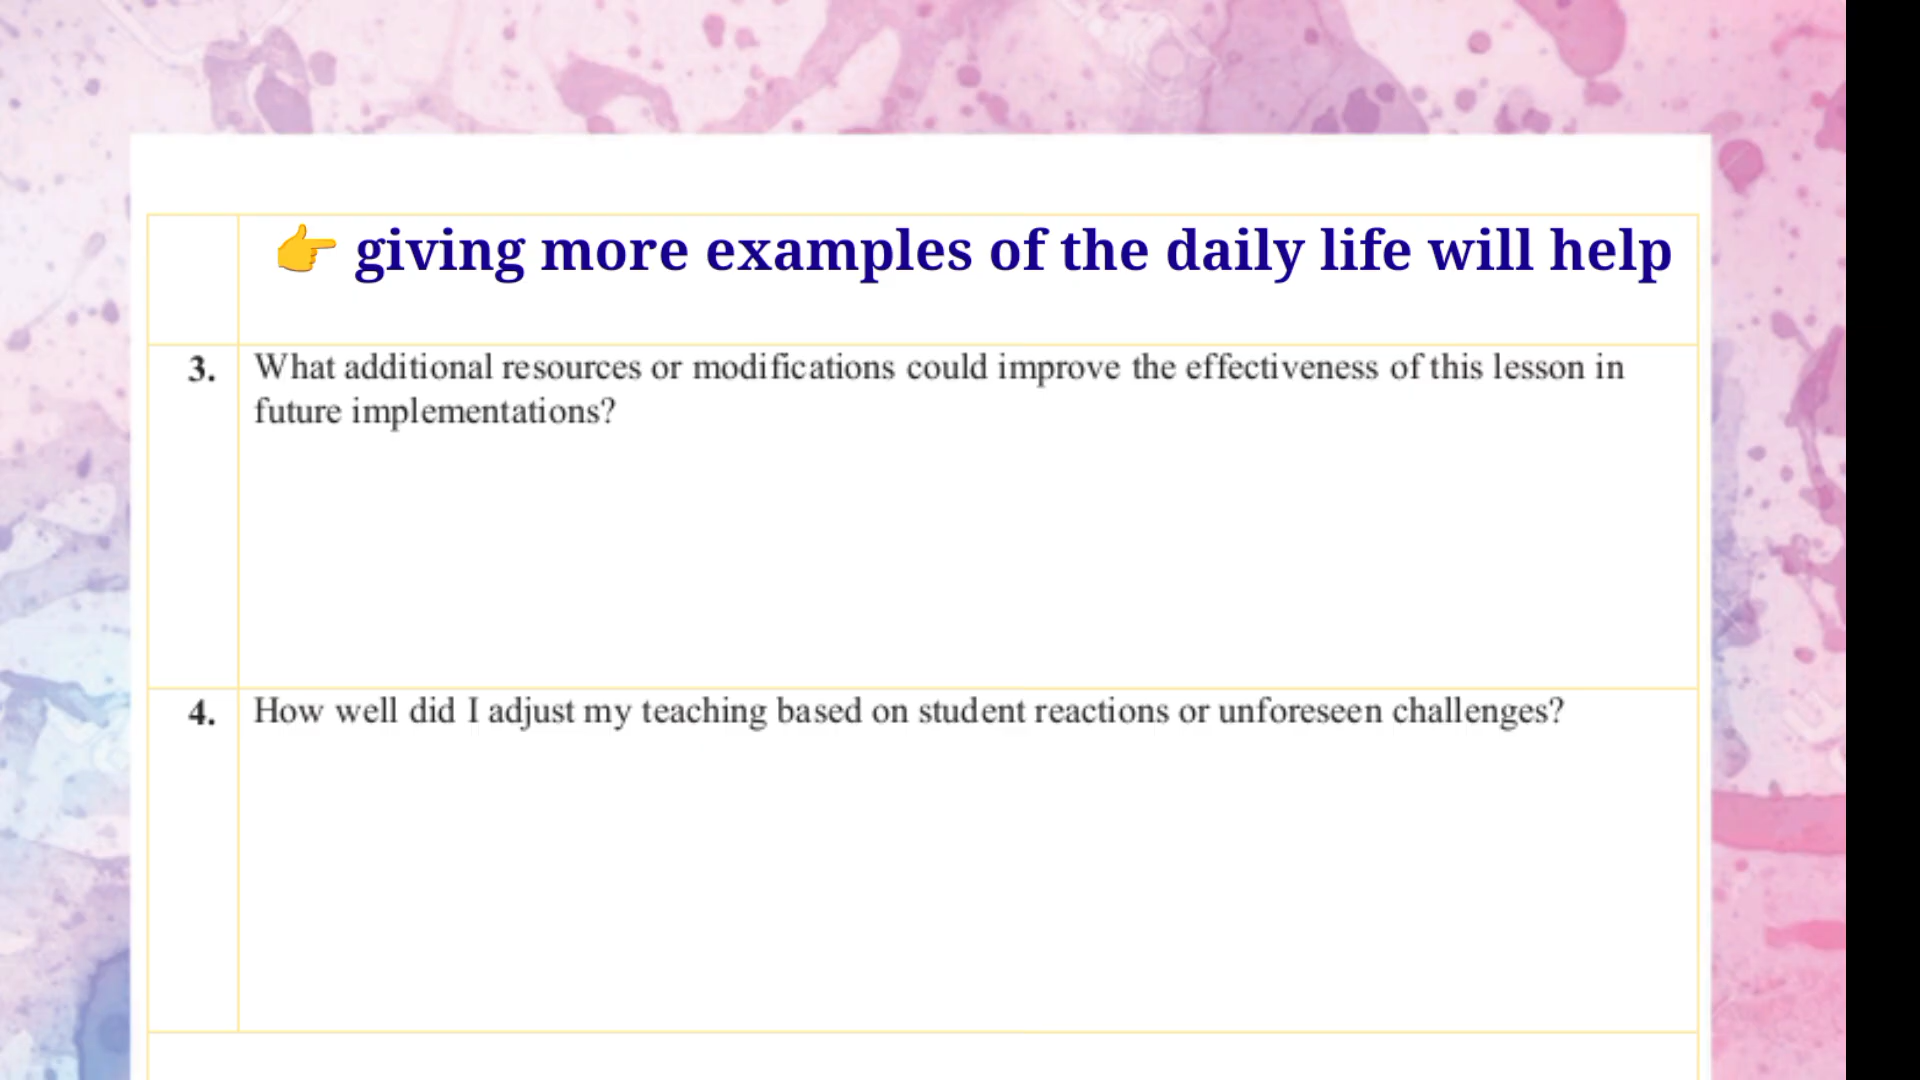 👉 giving more examples of the daily life will help
3. What additional resources or modifications could improve the effectiveness of this lesson in
future implementations?
4. How well did I adjust my teaching based on student reactions or unforeseen challenges?